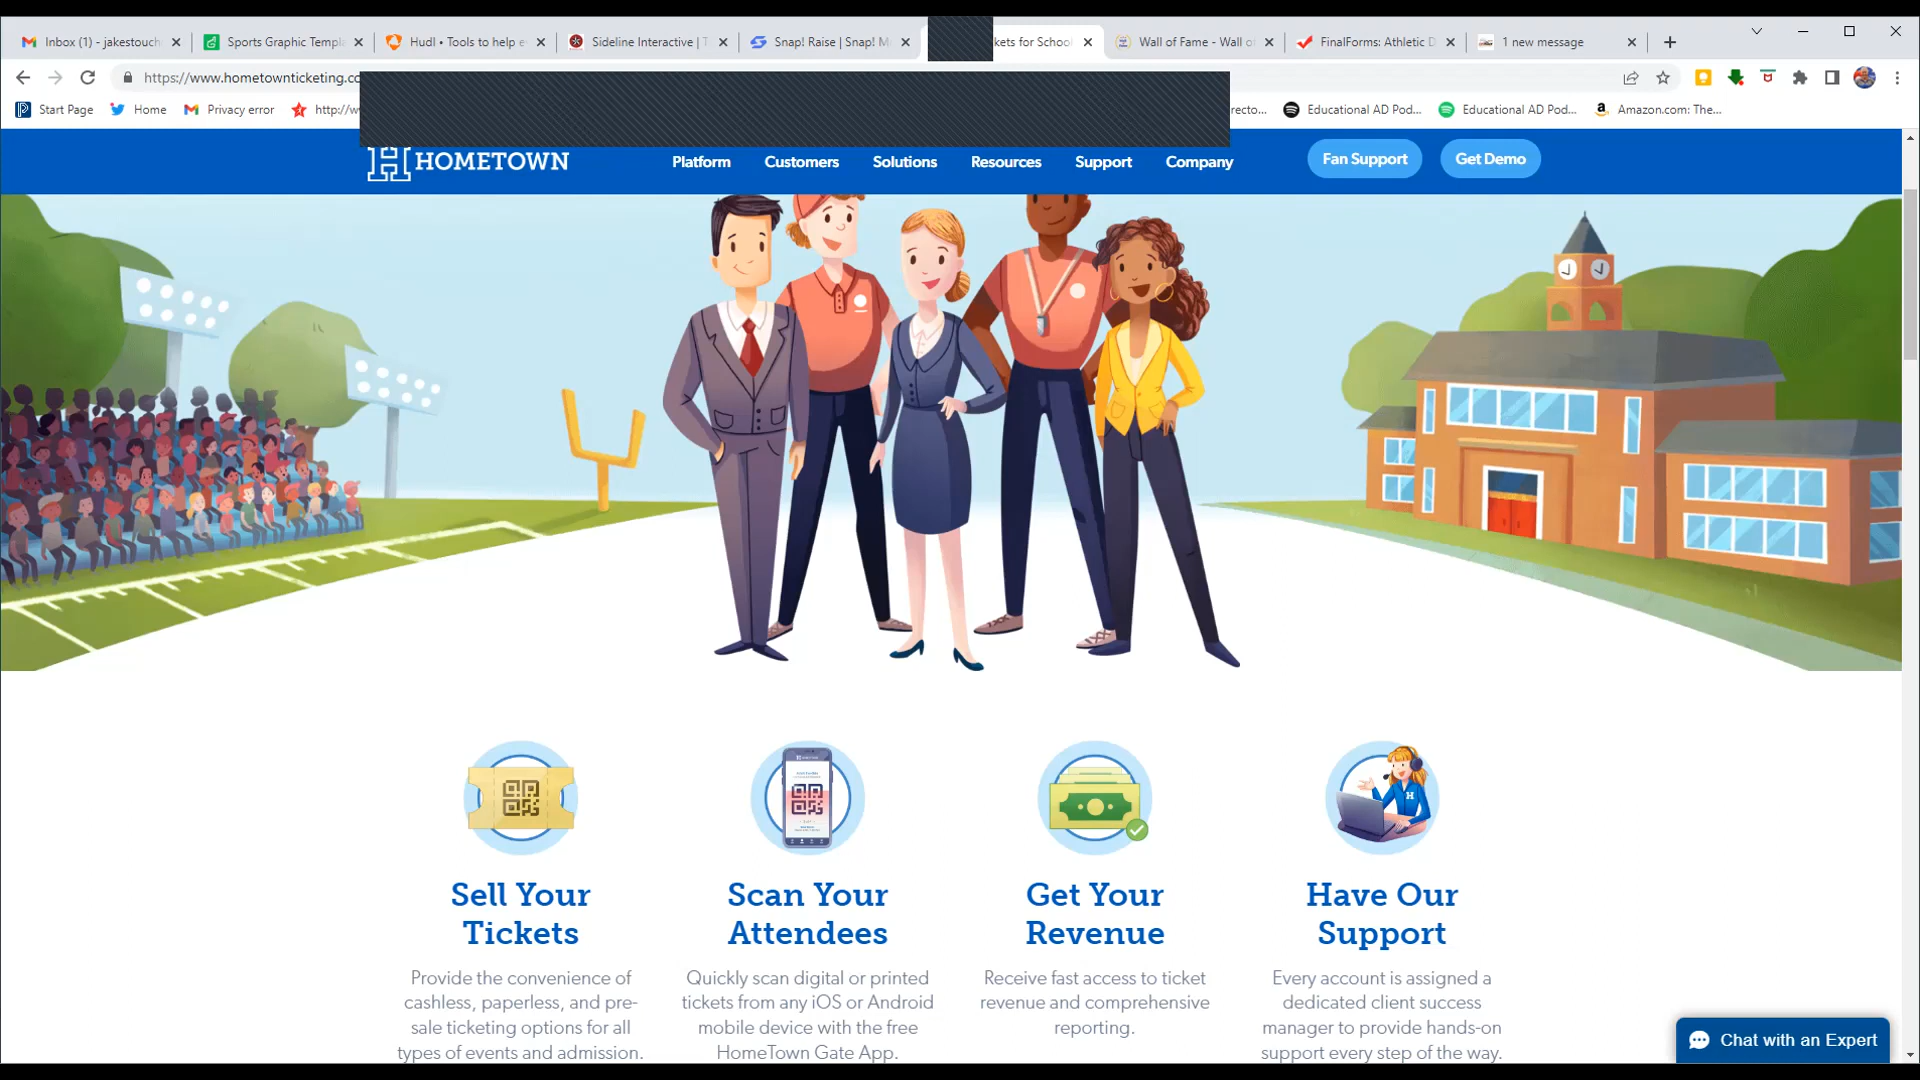 Inbox (1) - jakestouch
Sports Graphic Templa
Hudl • Tools to help e
Sideline Interactive | T
Snap! Raise | Snap! M
kets for School
Wall of Fame - Wall o
FinalForms: Athletic D
1 new message
https://www.hometownticketing.co
Start Page
Home
Privacy error
http://w
recto...
Educational AD Pod...
Educational AD Pod...
Amazon.com: The...
HOMETOWN
Platform
Customers
Solutions
Resources
Support
Company
Fan Support
Get Demo
Sell Your
Tickets
Provide the convenience of
cashless, paperless, and pre-
sale ticketing options for all
types of events and admission.
Scan Your
Attendees
Quickly scan digital or printed
tickets from any iOS or Android
mobile device with the free
HomeTown Gate App.
Get Your
Revenue
Receive fast access to ticket
revenue and comprehensive
reporting.
Have Our
Support
Every account is assigned a
dedicated client success
manager to provide hands-on
support every step of the way.
Chat with an Expert